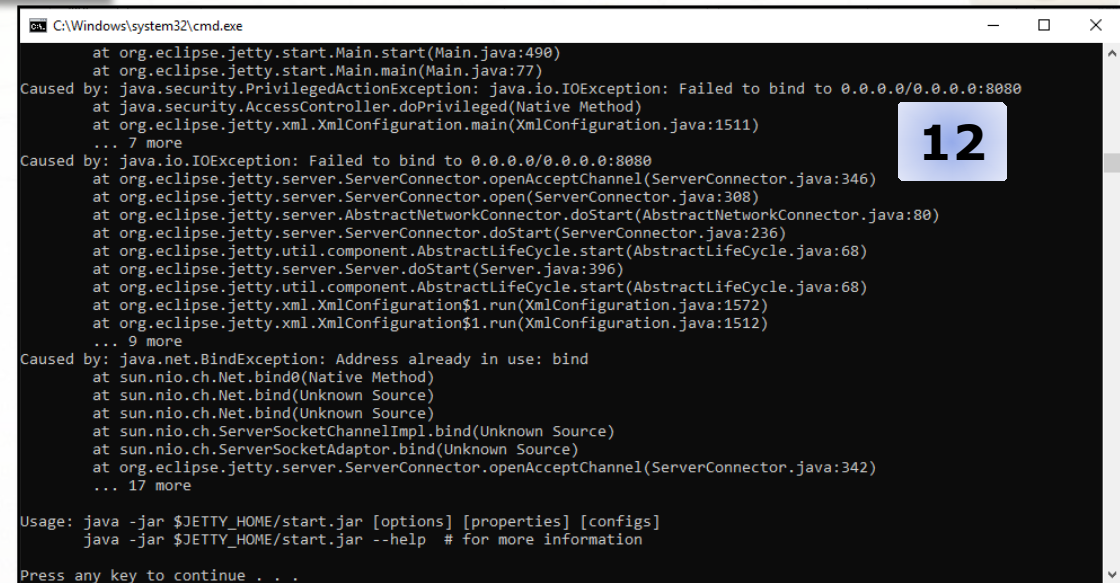 C:\Windows\system32\cmd.exe
at org.eclipse.jetty.start.Main.start(Main.java:490)
at org.eclipse.jetty.start.Main.main(Main.java:77)
Caused by: java.security.PrivilegedActionException: java.io.IOException: Failed to bind to 0.0.0.0/0.0.0.0:8080
at java.security.AccessController.doPrivileged(Native Method)
at org.eclipse.jetty.xml.XmlConfiguration.main(XmlConfiguration.java:1511)
... 7 more
12
Caused by: java.io.IOException: Failed to bind to 0.0.0.0/0.0.0.0:8080
at org.eclipse.jetty.server.ServerConnector.openAcceptChannel(ServerConnector.java:346)
at org.eclipse.jetty.server.ServerConnector.open(ServerConnector.java:308)
at org.eclipse.jetty.server.AbstractNetworkConnector.doStart(AbstractNetworkConnector.java:80)
at org.eclipse.jetty.server.ServerConnector.doStart(ServerConnector.java:236)
at org.eclipse.jetty.util.component.AbstractLifeCycle.start(AbstractLifeCycle.java:68)
at org.eclipse.jetty.server.Server.doStart(Server.java:396)
at org.eclipse.jetty.util.component.AbstractLifeCycle.start(AbstractLifeCycle.java:68)
at org.eclipse.jetty.xml.XmlConfiguration$1.run(XmlConfiguration.java:1572)
at org.eclipse.jetty.xml.XmlConfiguration$1.run(XmlConfiguration.java:1512)
... 9 more
Caused by: java.net.BindException: Address already in use: bind
at sun.nio.ch.Net.bind0(Native Method)
at sun.nio.ch.Net.bind(Unknown Source)
at sun.nio.ch.Net.bind(Unknown Source)
at sun.nio.ch.ServerSocketChannelImpl.bind(Unknown Source)
at sun.nio.ch.ServerSocketAdaptor.bind(Unknown Source)
at org.eclipse.jetty.server.ServerConnector.openAcceptChannel(ServerConnector.java:342)
... 17 more
Usage: java -jar $JETTY_HOME/start.jar [options] [properties] [configs]
java -jar $JETTY_HOME/start.jar --help # for more information
Press any key to continue . . .